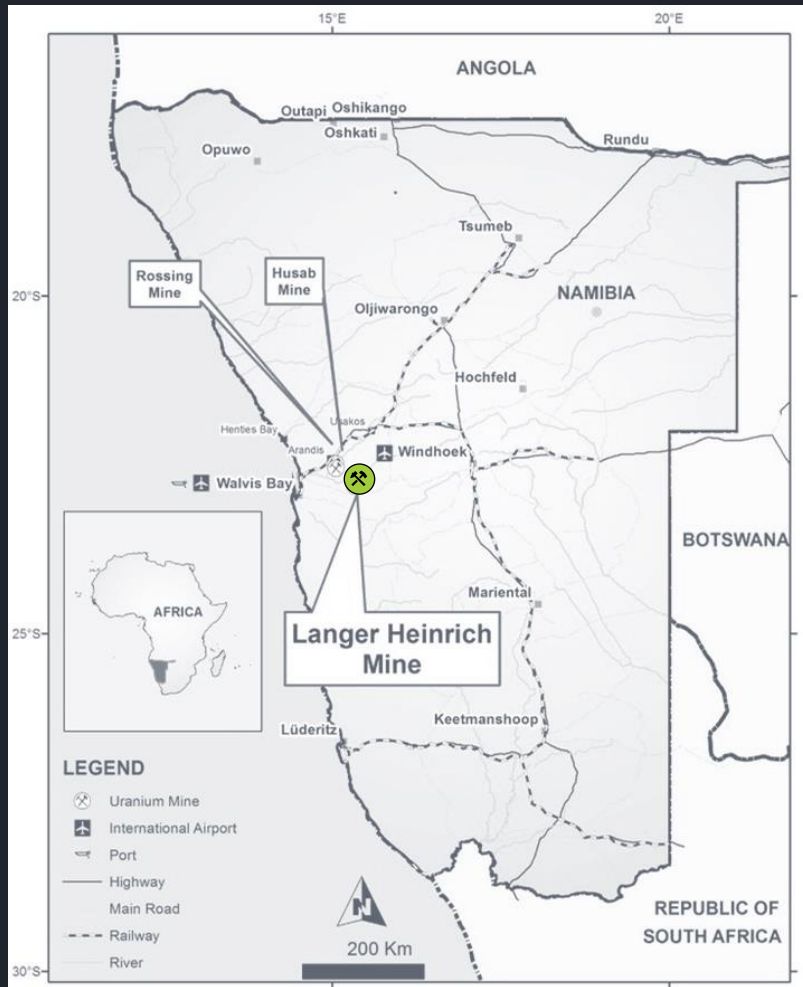 15°E
20°E
ANGOLA
Outapi
Oshikango
Oshkati
Opuwo
Rundu
Tsumeb
Rossing
Mine
Husab
Mine
20°S
NAMIBIA
Oljiwarongo
Hochfeld
Henties Bay
Usakos
Arandis
Windhoek
Walvis Bay
BOTSWANA
AFRICA
Mariental
25°S
Langer Heinrich
Mine
Keetmanshoop
Lüderitz
LEGEND
Uranium Mine
International Airport
Port
Highway
Main Road
Railway
River
N
200 Km
REPUBLIC OF
SOUTH AFRICA
30°S